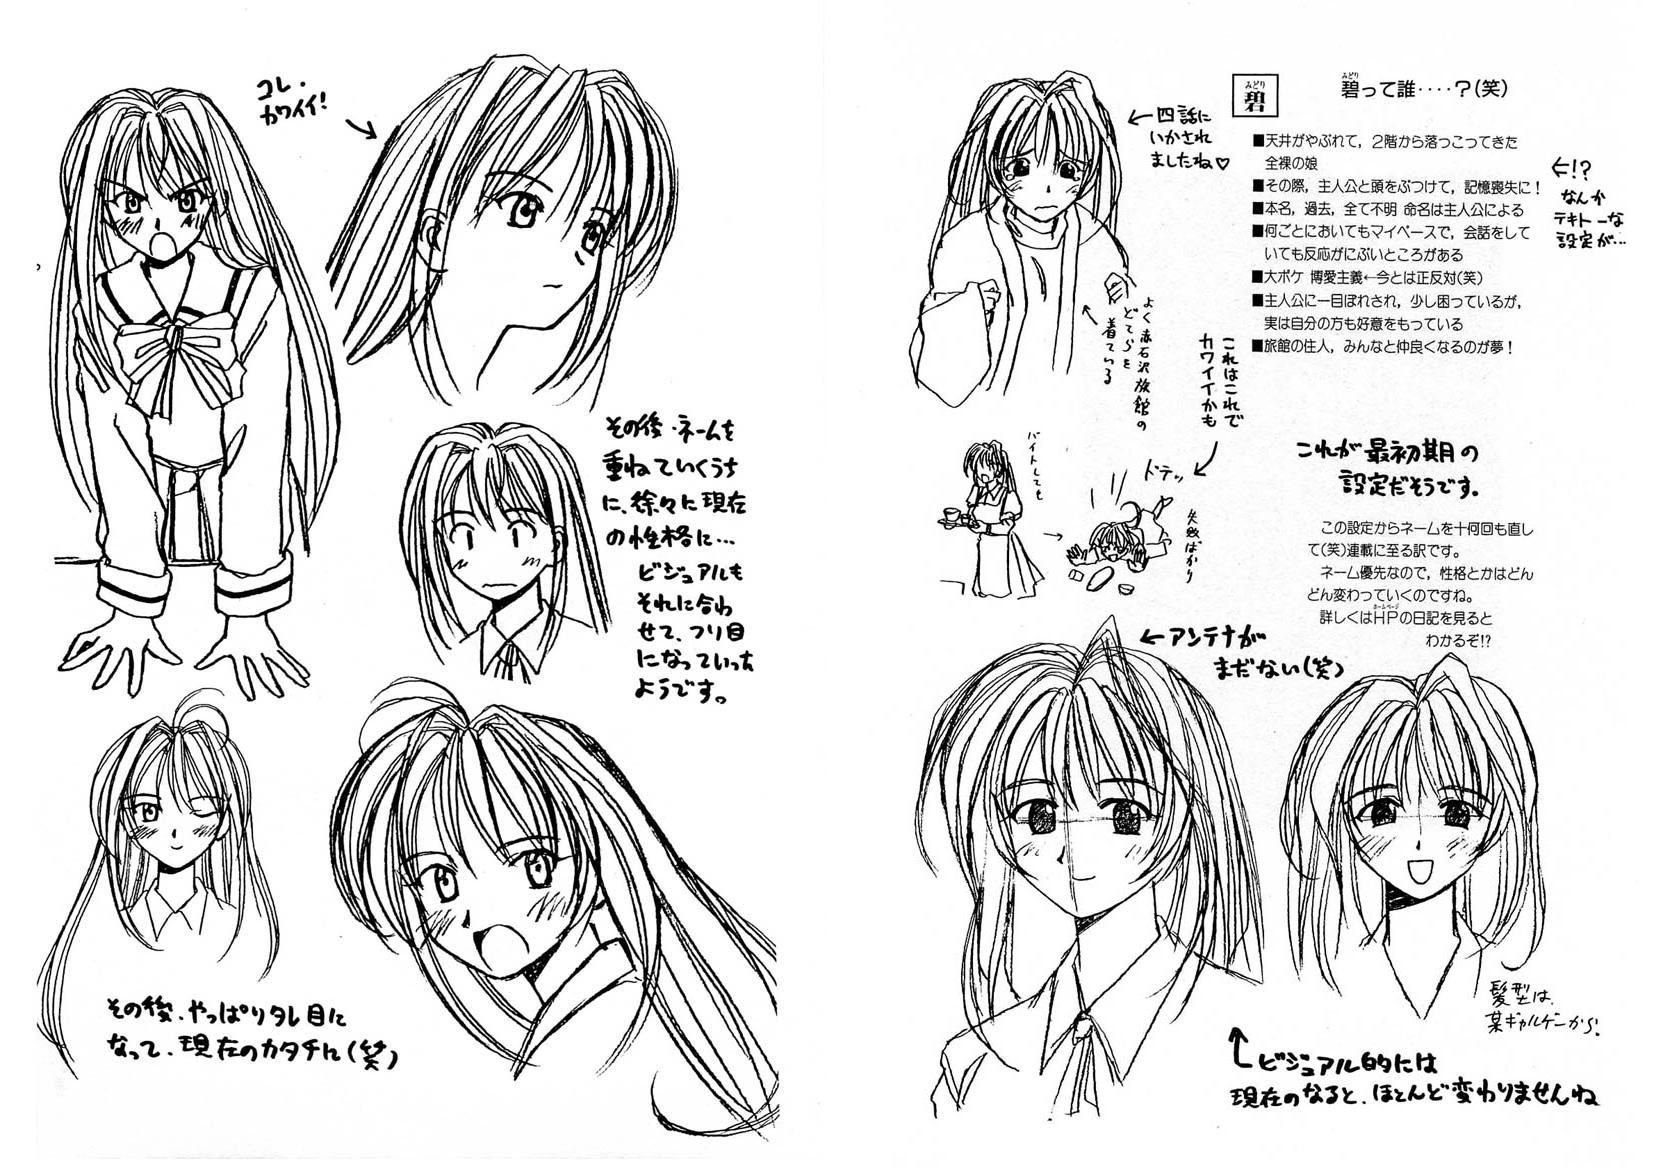 みどり
碧
みどり
碧って誰‥‥?(笑)
■天井がやぶれて，2階から落っこってきた
全裸の娘
■その際，主人公と頭をぶつけて，記憶喪失に!
■本名，過去，全て不明 命名は主人公による
■何ごとにおいてもマイペースで，会話をして
いても反応がにぶいところがある
■大ボケ 博愛主義←今とは正反対(笑)
■主人公に一目ぼれされ，少し困っているが，
実は自分の方も好意をもっている
■旅館の住人，みんなと仲良くなるのが夢!
←!?
なんか
テキトーな
設定が…
←四話に
いかされ
ましたね♡
よく赤石沢旅館の
どてらを
着ている
これはこれで
カワイイかも
バイトしても
ドテッ
失敗ばかり
これが最初期の
設定だそうです。
この設定からネームを十何回も直し
て(笑)連載に至る訳です。
ネーム優先なので，性格とかはどん
どん変わっていくのですね。
ホームページ
詳しくはHPの日記を見ると
わかるぞ!?
←アンテナが
まだない(笑)
髪型は、
某ギャルゲーから!
ビジュアル的には
現在のなると、ほとんど変わりませんね
コレ、
カワイイ!
その後、ネームを
重ねていくうち
に、徐々に現在
の性格に…
ビジュアルも
それに合わ
せて、ツリ目
になっていった
ようです。
その後、やっぱりタレ目に
なって、現在のカタチに(笑)